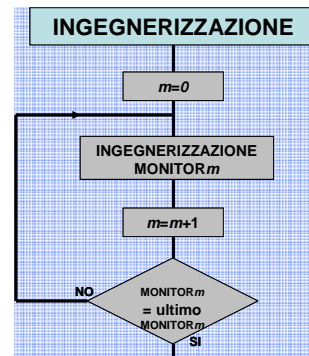 INGEGNERIZZAZIONE
m=0
INGEGNERIZZAZIONE
MONITORm
m=m+1
NO
MONITORm
= ultimo
MONITORm
SI